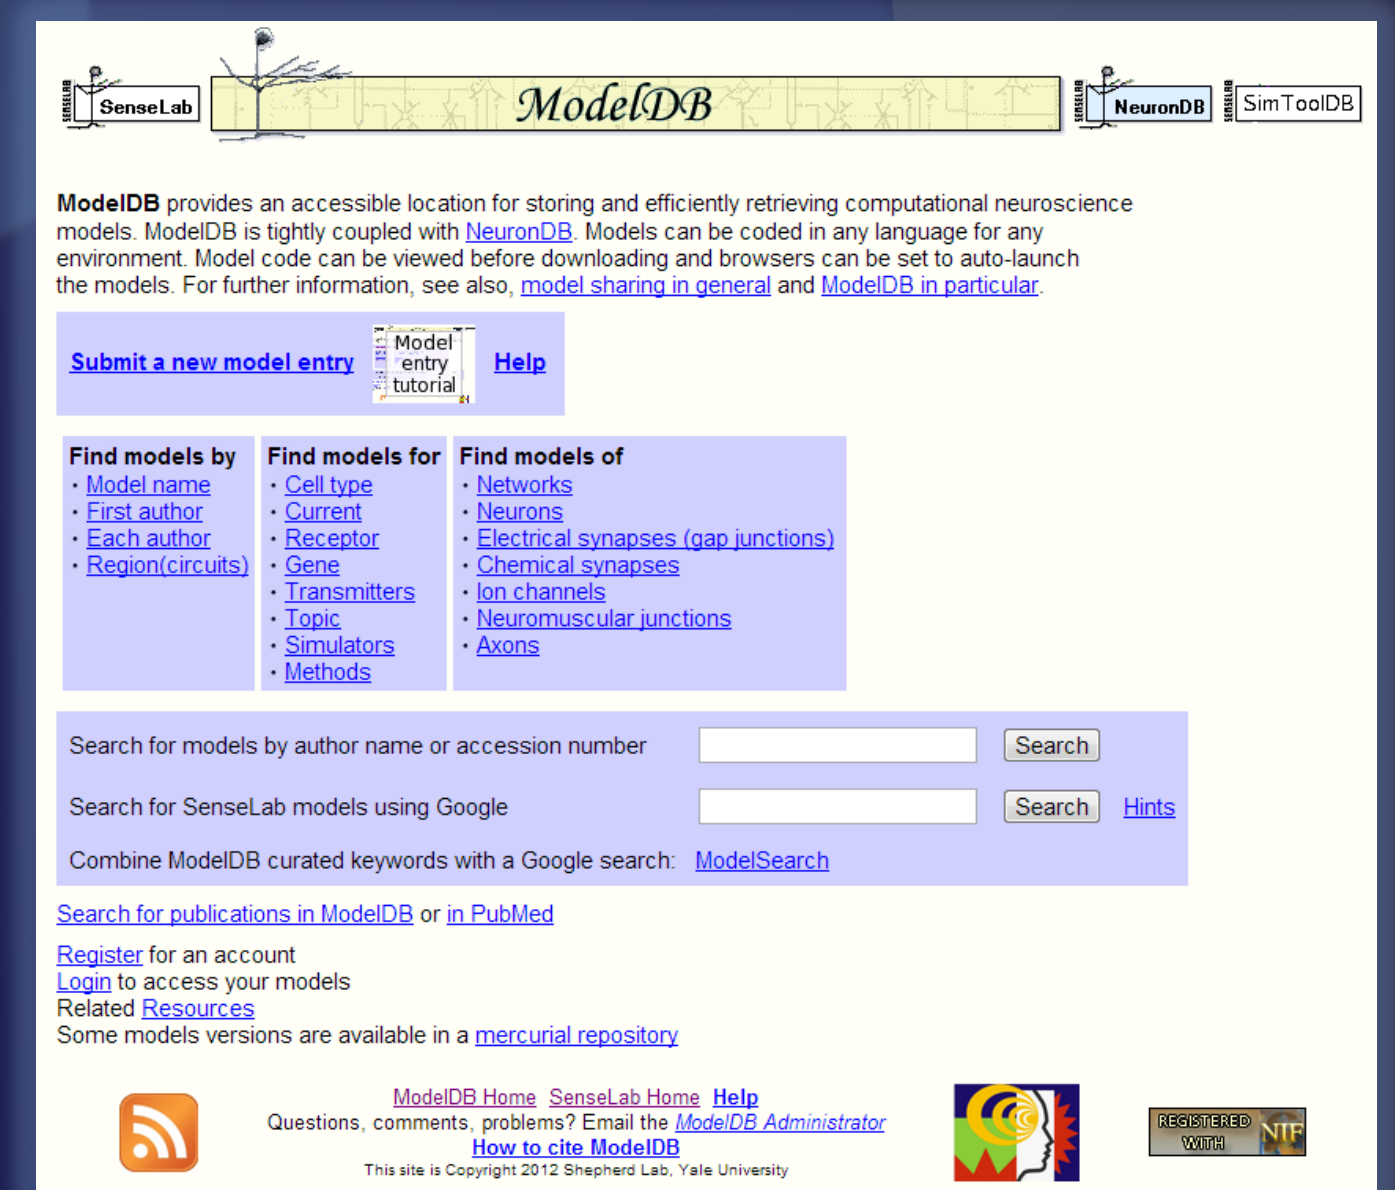 SENSELAB
SenseLab
ModelDB
SENSELAB
NeuronDB
SENSELAB
SimToolDB
ModelDB provides an accessible location for storing and efficiently retrieving computational neuroscience
models. ModelDB is tightly coupled with NeuronDB. Models can be coded in any language for any
environment. Model code can be viewed before downloading and browsers can be set to auto-launch
the models. For further information, see also, model sharing in general and ModelDB in particular.
Submit a new model entry
Model
entry
tutorial
Help
Find models by
· Model name
· First author
· Each author
· Region(circuits)
Find models for
· Cell type
· Current
· Receptor
· Gene
· Transmitters
· Topic
· Simulators
· Methods
Find models of
· Networks
· Neurons
· Electrical synapses (gap junctions)
· Chemical synapses
· Ion channels
· Neuromuscular junctions
· Axons
Search for models by author name or accession number Search
Search for SenseLab models using Google Search Hints
Combine ModelDB curated keywords with a Google search: ModelSearch
Search for publications in ModelDB or in PubMed
Register for an account
Login to access your models
Related Resources
Some models versions are available in a mercurial repository
ModelDB Home SenseLab Home Help
Questions, comments, problems? Email the ModelDB Administrator
How to cite ModelDB
This site is Copyright 2012 Shepherd Lab, Yale University
REGISTERED
WITH
NIF